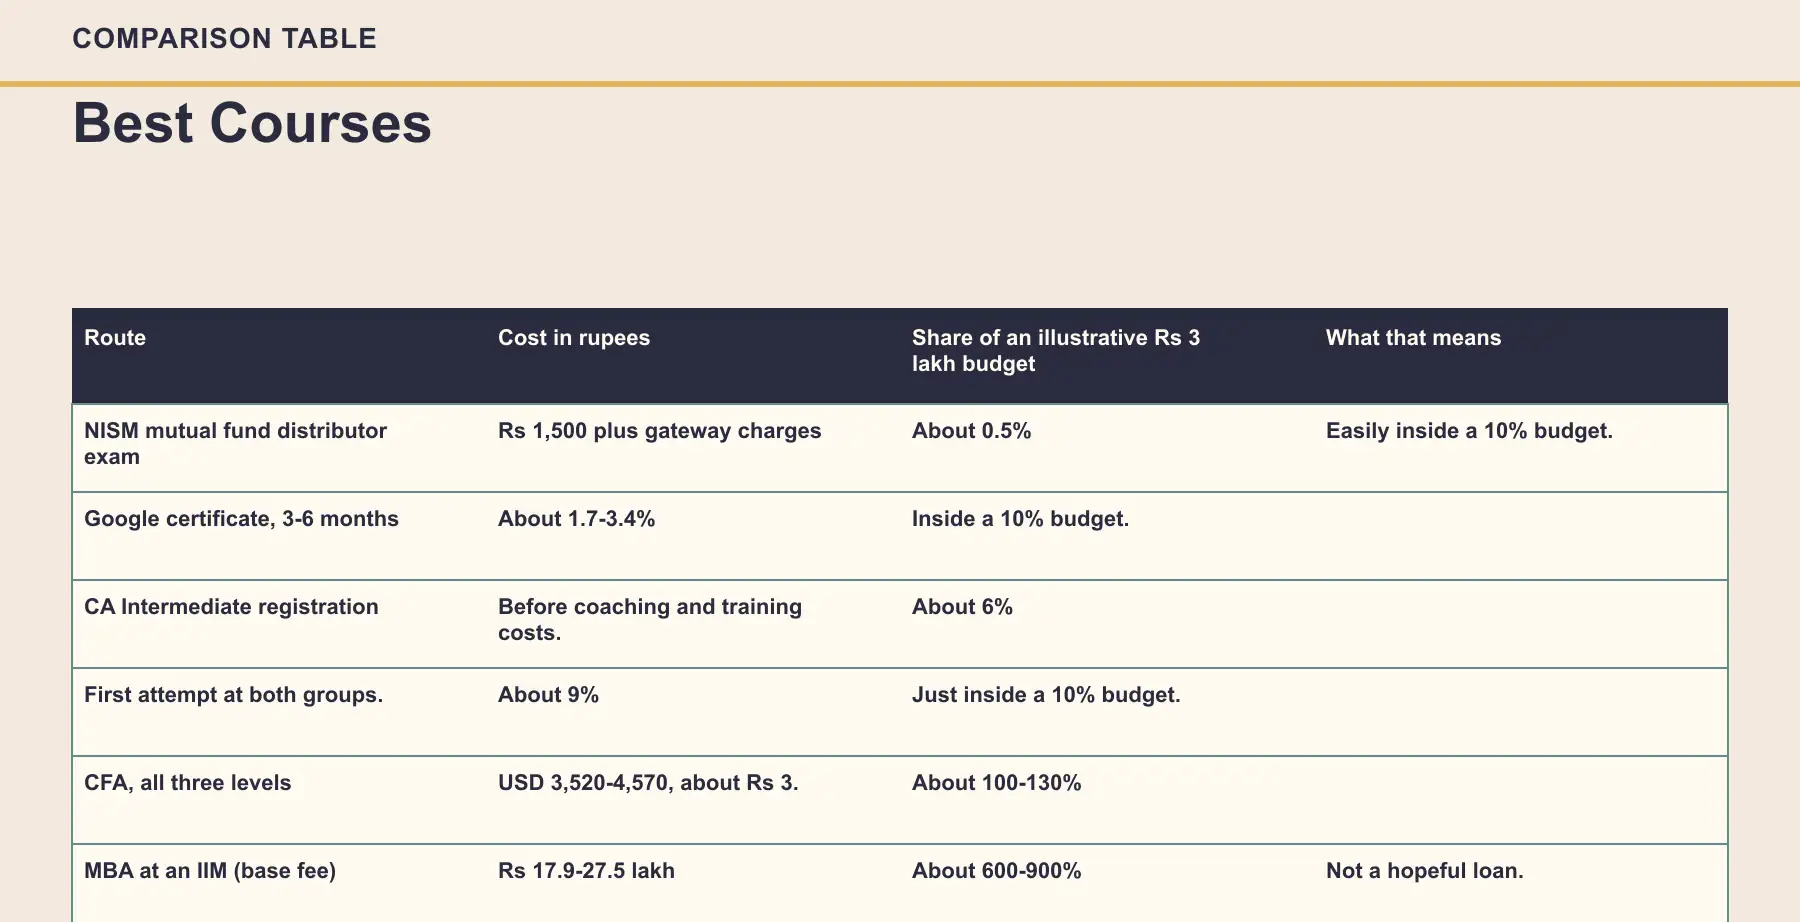 COMPARISON TABLE
Best Courses
Route
Cost in rupees
Share of an illustrative Rs 3
lakh budget
What that means
NISM mutual fund distributor
exam
Rs 1,500 plus gateway charges
About 0.5%
Easily inside a 10% budget.
Google certificate, 3-6 months
About 1.7-3.4%
Inside a 10% budget.
CA Intermediate registration
Before coaching and training
costs.
About 6%
First attempt at both groups.
About 9%
Just inside a 10% budget.
CFA, all three levels
USD 3,520-4,570, about Rs 3.
About 100-130%
MBA at an IIM (base fee)
Rs 17.9-27.5 lakh
About 600-900%
Not a hopeful loan.